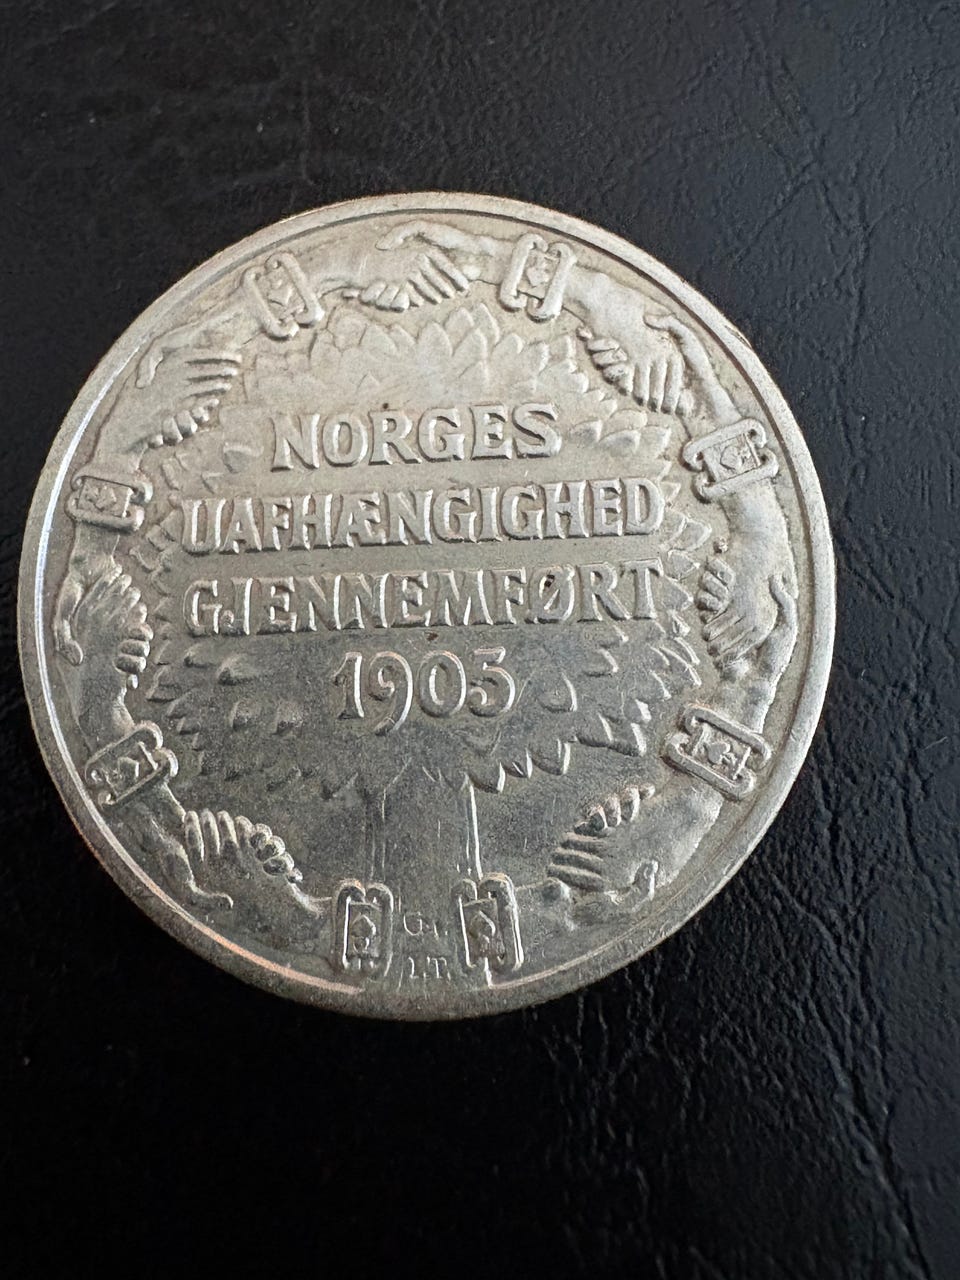 NORGES
UAFHÆNGIGHED
GJENNEMFØRT
1905
I.T.